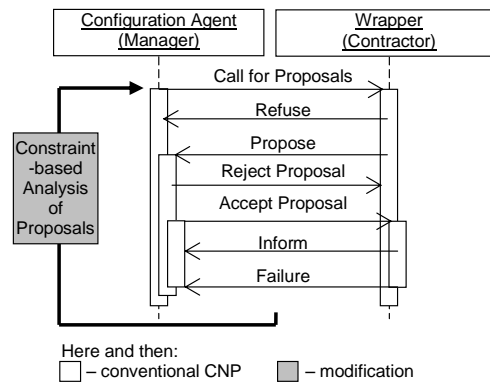 Configuration Agent
(Manager)
Wrapper
(Contractor)
Call for Proposals
Refuse
Propose
Reject Proposal
Accept Proposal
Inform
Failure
Constraint
-based
Analysis
of
Proposals
Here and then:
– conventional CNP
– modification